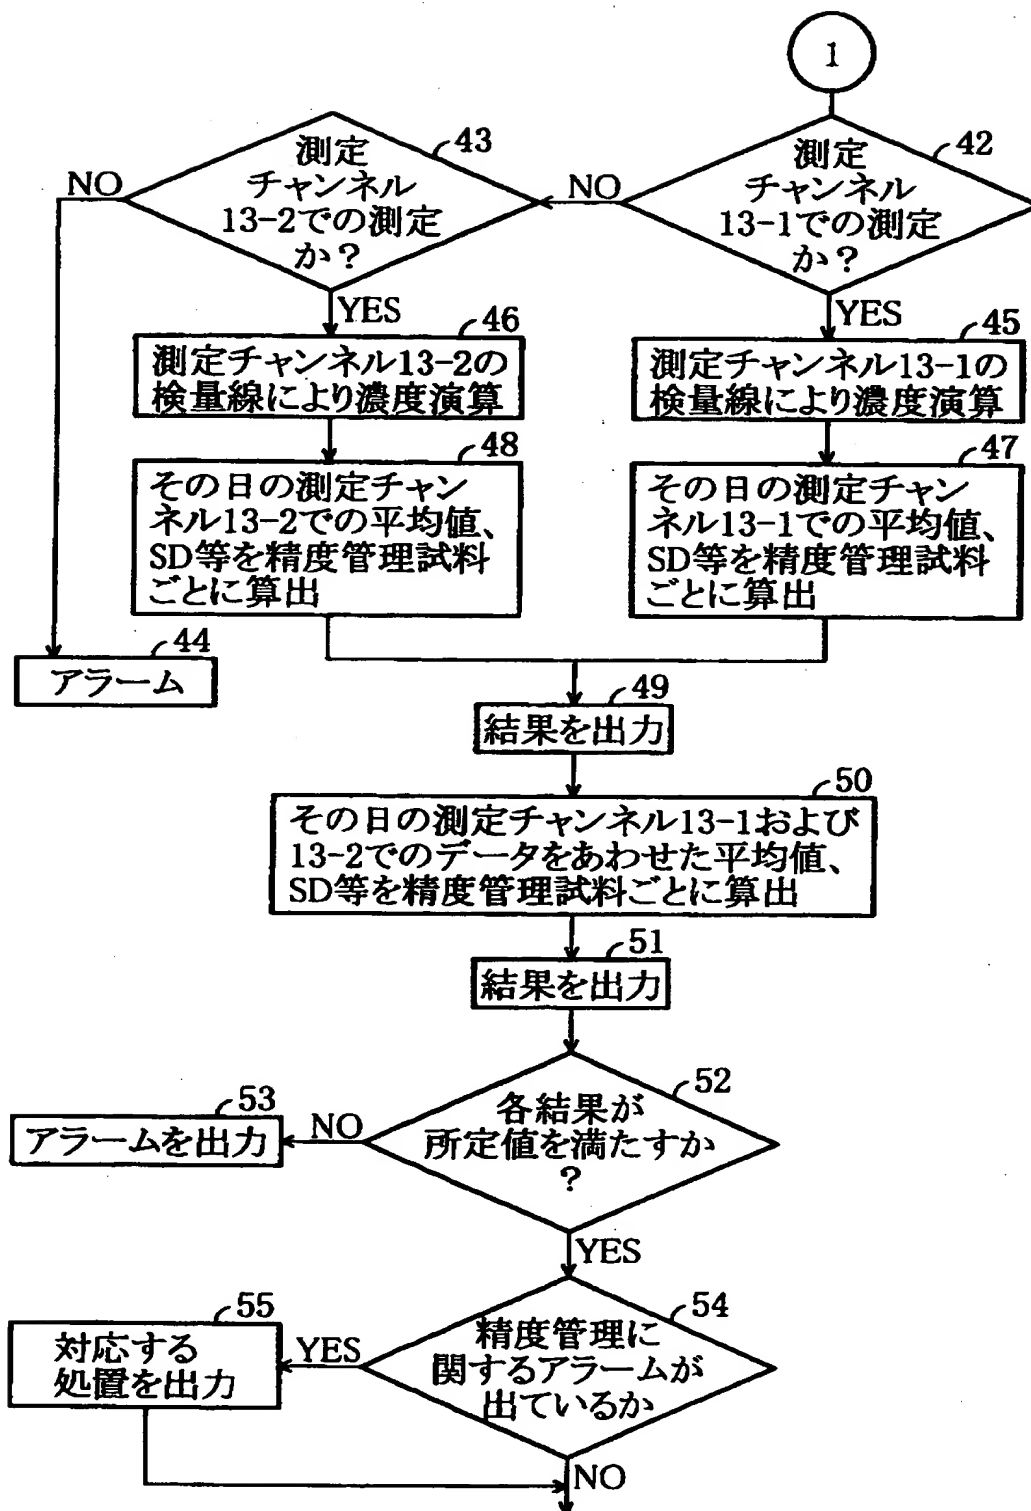 1
42
測定
チャンネル
13-1での測定
か?
NO
YES
43
測定
チャンネル
13-2での測定
か?
NO
YES
46
測定チャンネル13-2の
検量線により濃度演算
45
測定チャンネル13-1の
検量線により濃度演算
48
その日の測定チャン
ネル13-2での平均値、
SD等を精度管理試料
ごとに算出
47
その日の測定チャン
ネル13-1での平均値、
SD等を精度管理試料
ごとに算出
44
アラーム
49
結果を出力
50
その日の測定チャンネル13-1および
13-2でのデータをあわせた平均値、
SD等を精度管理試料ごとに算出
51
結果を出力
52
各結果が
所定値を満たすか
?
NO
53
アラームを出力
YES
54
精度管理に
関するアラームが
出ているか
YES
55
対応する
処置を出力
NO